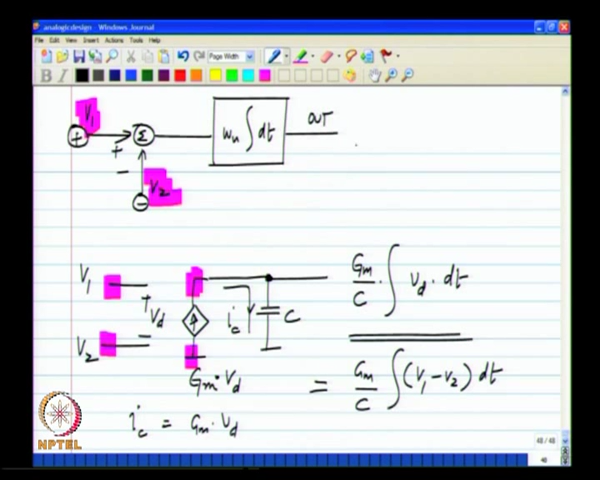 analogicdesign - Windows Journal
File Edit View Insert Actions Tools Help
Page Width
B I
V1
+ Σ ωu ∫ dt OUT
+
−
V2
−
V1 + Vd − V2
ic C
Gm · Vd
Gm/C · ∫ Vd · dt
= Gm/C ∫ (V1 − V2) dt
ic = Gm · Vd
NPTEL
48 / 48
48